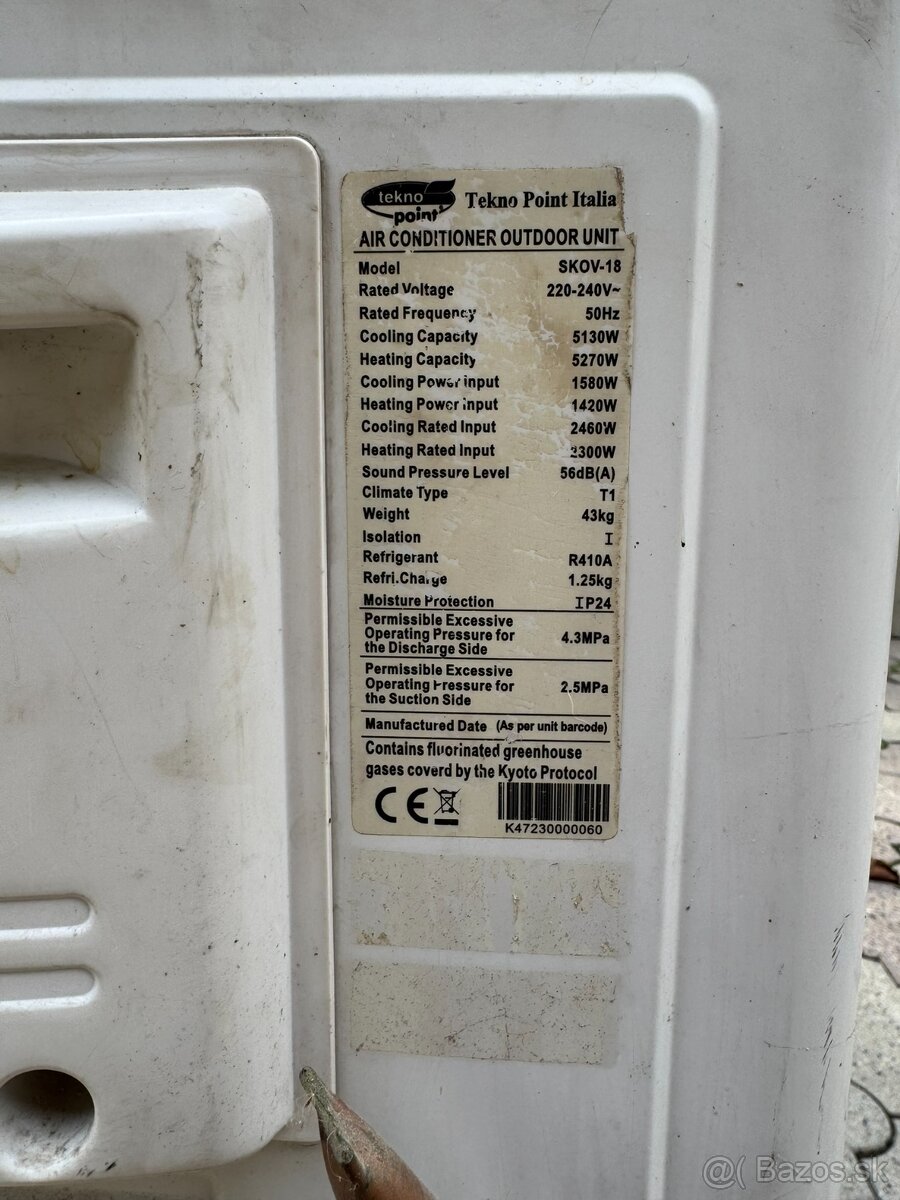 tekno point Tekno Point Italia
AIR CONDITIONER OUTDOOR UNIT
Model SKOV-18
Rated Voltage 220-240V~
Rated Frequency 50Hz
Cooling Capacity 5130W
Heating Capacity 5270W
Cooling Power input 1580W
Heating Power input 1420W
Cooling Rated Input 2460W
Heating Rated Input 2300W
Sound Pressure Level 56dB(A)
Climate Type T1
Weight 43kg
Isolation I
Refrigerant R410A
Refri.Charge 1.25kg
Moisture Protection IP24
Permissible Excessive
Operating Pressure for
the Discharge Side 4.3MPa
Permissible Excessive
Operating Pressure for
the Suction Side 2.5MPa
Manufactured Date (As per unit barcode)
Contains fluorinated greenhouse
gases coverd by the Kyoto Protocol
CE
K47230000060
@( Bazos.sk